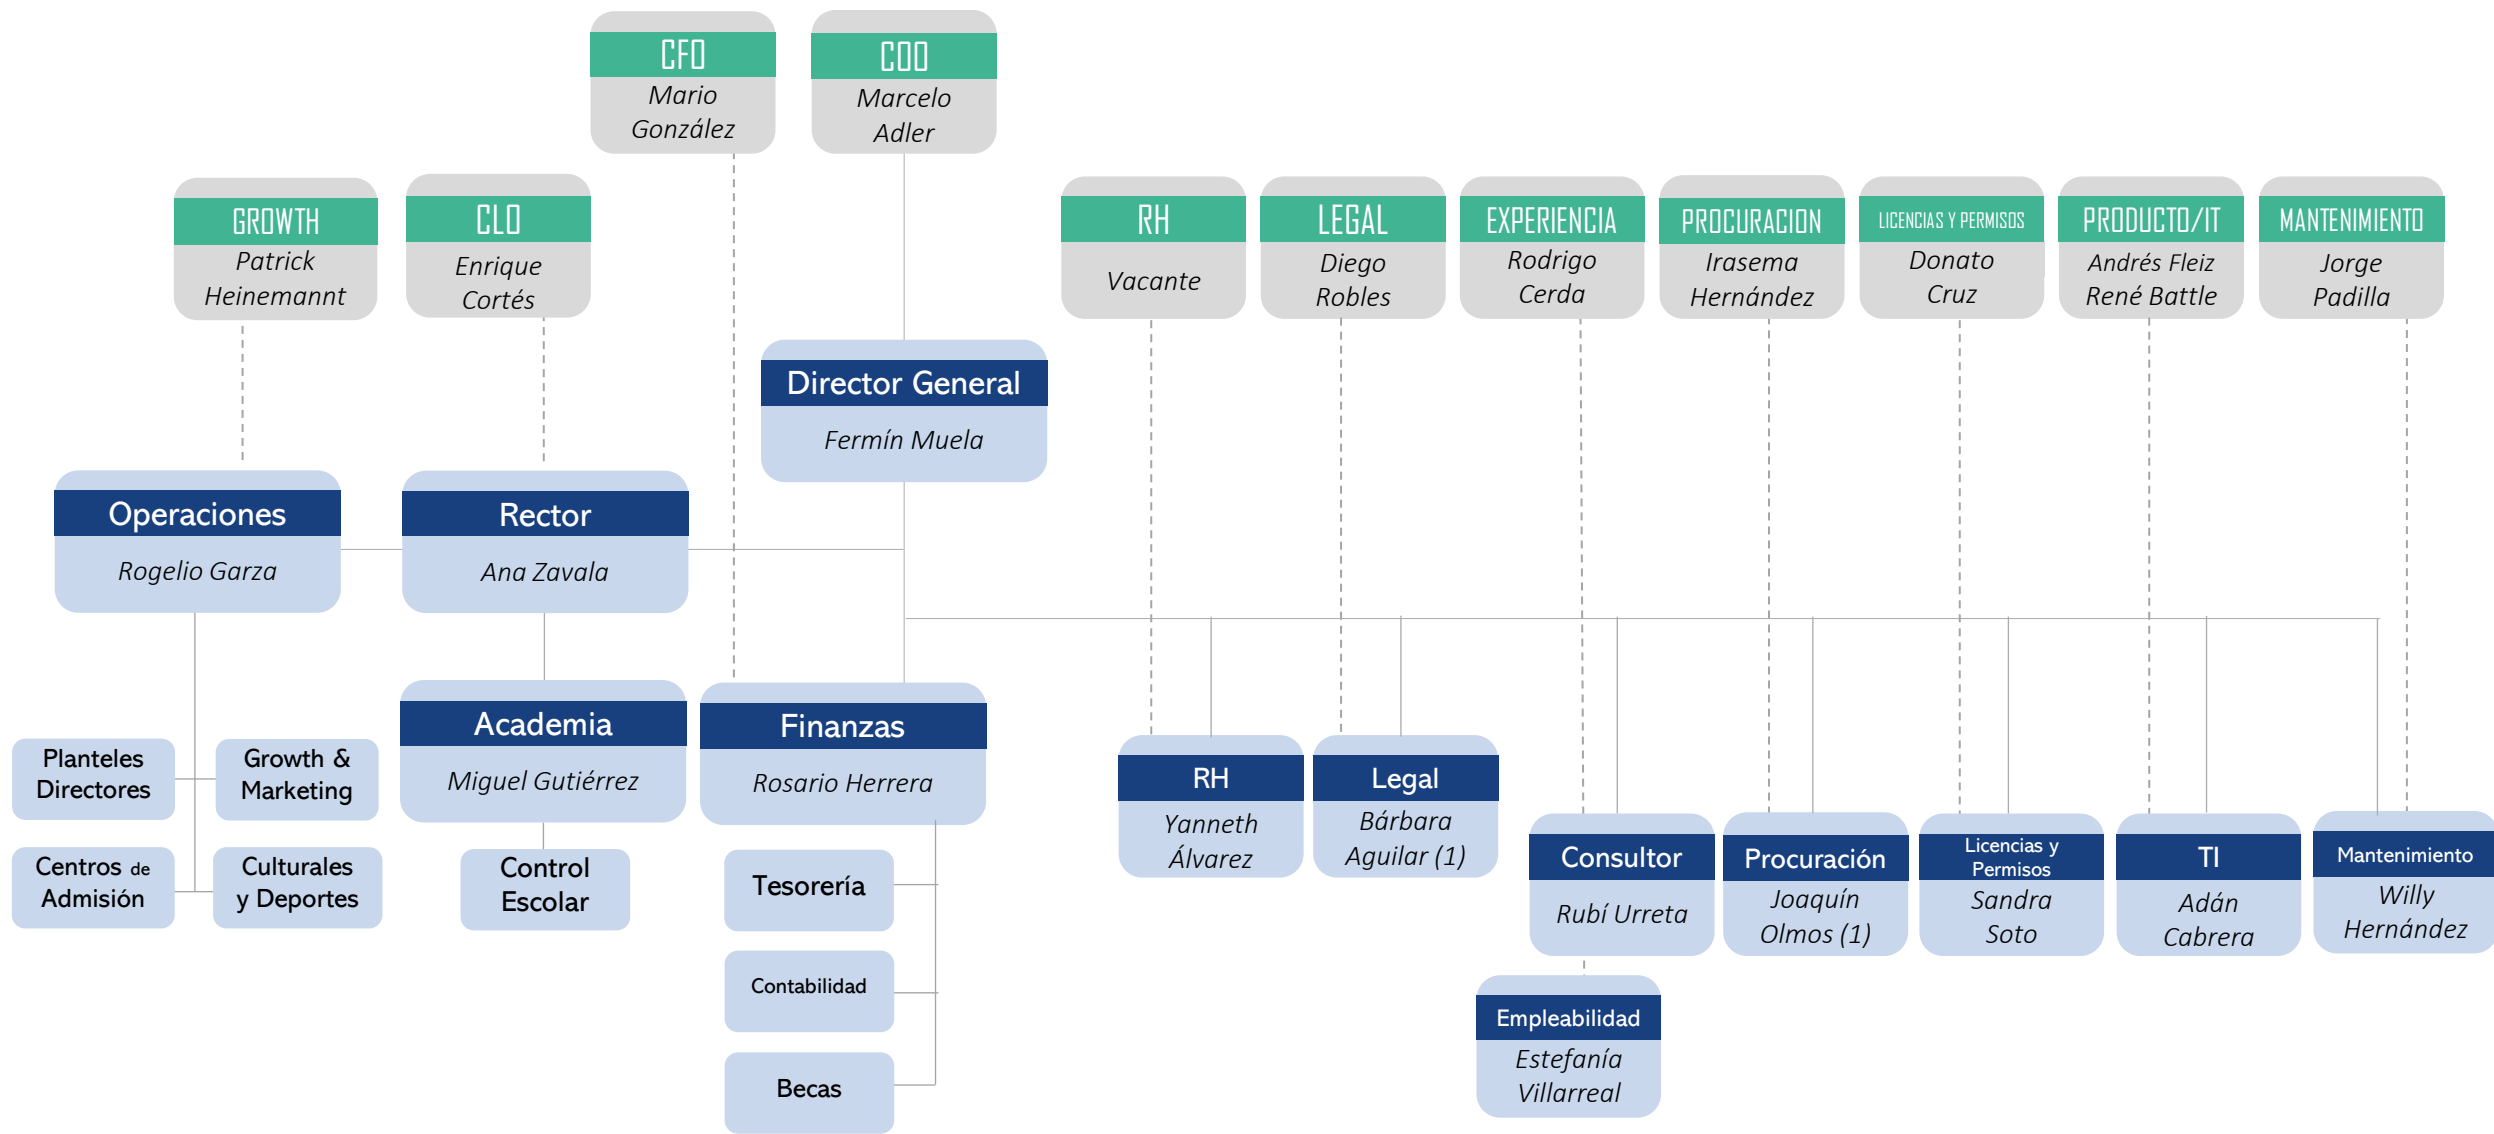 CFO
Mario
González
COO
Marcelo
Adler
GROWTH
Patrick
Heinemannt
CLO
Enrique
Cortés
RH
Vacante
LEGAL
Diego
Robles
EXPERIENCIA
Rodrigo
Cerda
PROCURACION
Irasema
Hernández
LICENCIAS Y PERMISOS
Donato
Cruz
PRODUCTO/IT
Andrés Fleiz
René Battle
MANTENIMIENTO
Jorge
Padilla
Director General
Fermín Muela
Operaciones
Rogelio Garza
Rector
Ana Zavala
Academia
Miguel Gutiérrez
Finanzas
Rosario Herrera
Planteles
Directores
Growth &
Marketing
Centros de
Admisión
Culturales
y Deportes
Control
Escolar
Tesorería
Contabilidad
Becas
RH
Yanneth
Álvarez
Legal
Bárbara
Aguilar (1)
Consultor
Rubí Urreta
Procuración
Joaquín
Olmos (1)
Licencias y
Permisos
Sandra
Soto
TI
Adán
Cabrera
Mantenimiento
Willy
Hernández
Empleabilidad
Estefanía
Villarreal